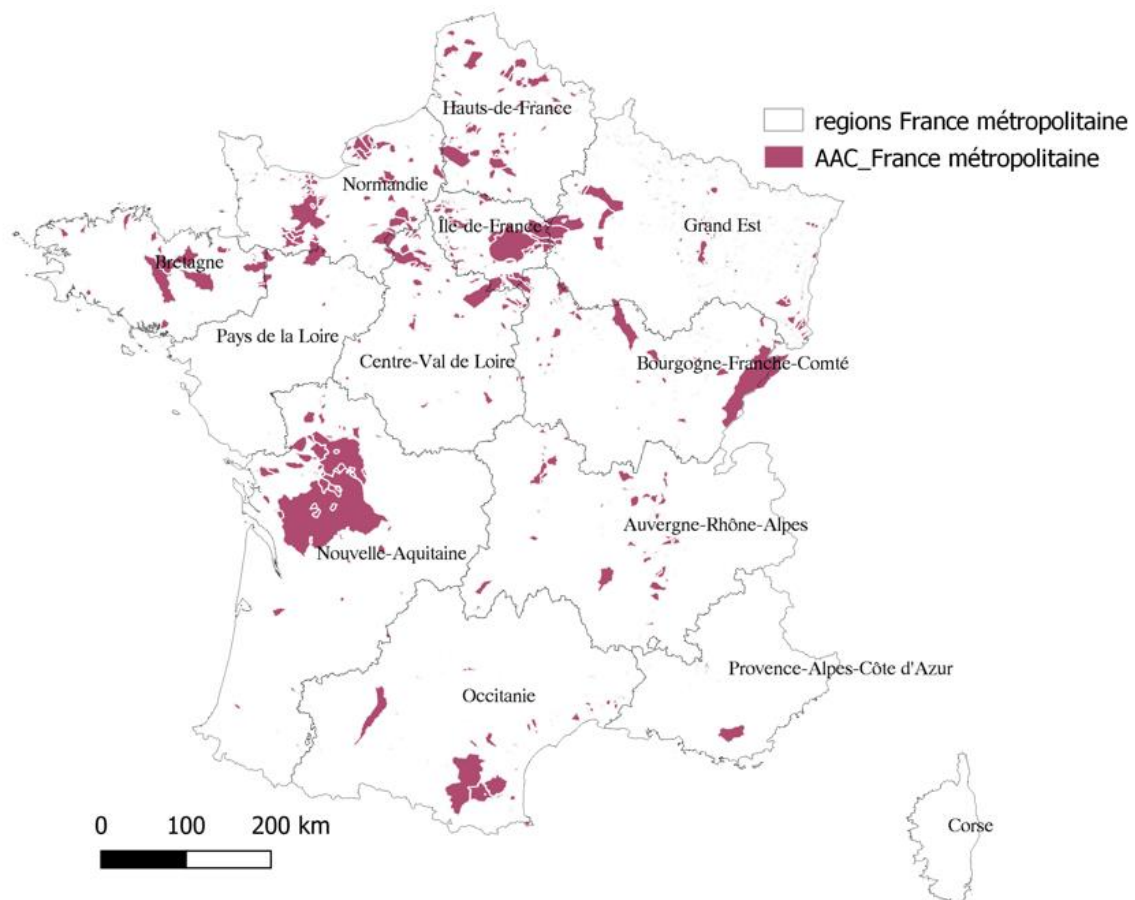 Hauts-de-France
regions France métropolitaine
AAC_France métropolitaine
Normandie
Île-de-France
Grand Est
Bretagne
Pays de la Loire
Centre-Val de Loire
Bourgogne-Franche-Comté
Auvergne-Rhône-Alpes
Nouvelle-Aquitaine
Provence-Alpes-Côte d'Azur
Occitanie
0 100 200 km
Corse